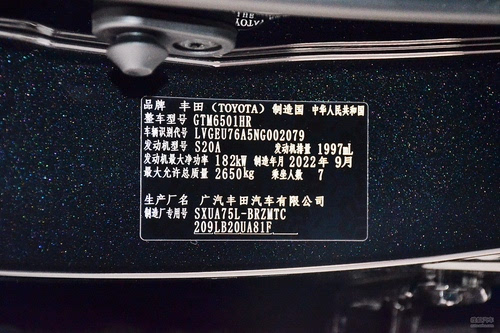 品牌 丰田 (TOYOTA) 制造国 中华人民共和国
整车型号 GTM6501HR
车辆识别代号 LVGEU76A5NG002079
发动机型号 S20A 发动机排量 1997mL
发动机最大净功率 182kW 制造年月 2022 年 9月
最大允许总质量 2650kg 乘坐人数 7
生产厂名 广汽丰田汽车有限公司
制造厂专用号 SXUA75L-BRZMTC
209LB20UA81F